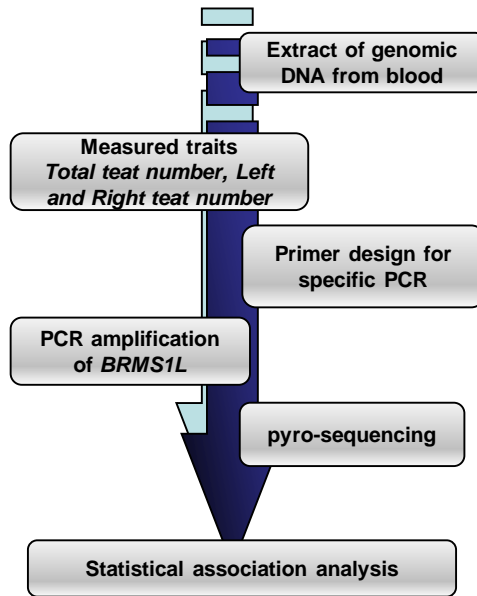 Extract of genomic
DNA from blood
Measured traits
Total teat number, Left
and Right teat number
Primer design for
specific PCR
PCR amplification
of BRMS1L
pyro-sequencing
Statistical association analysis